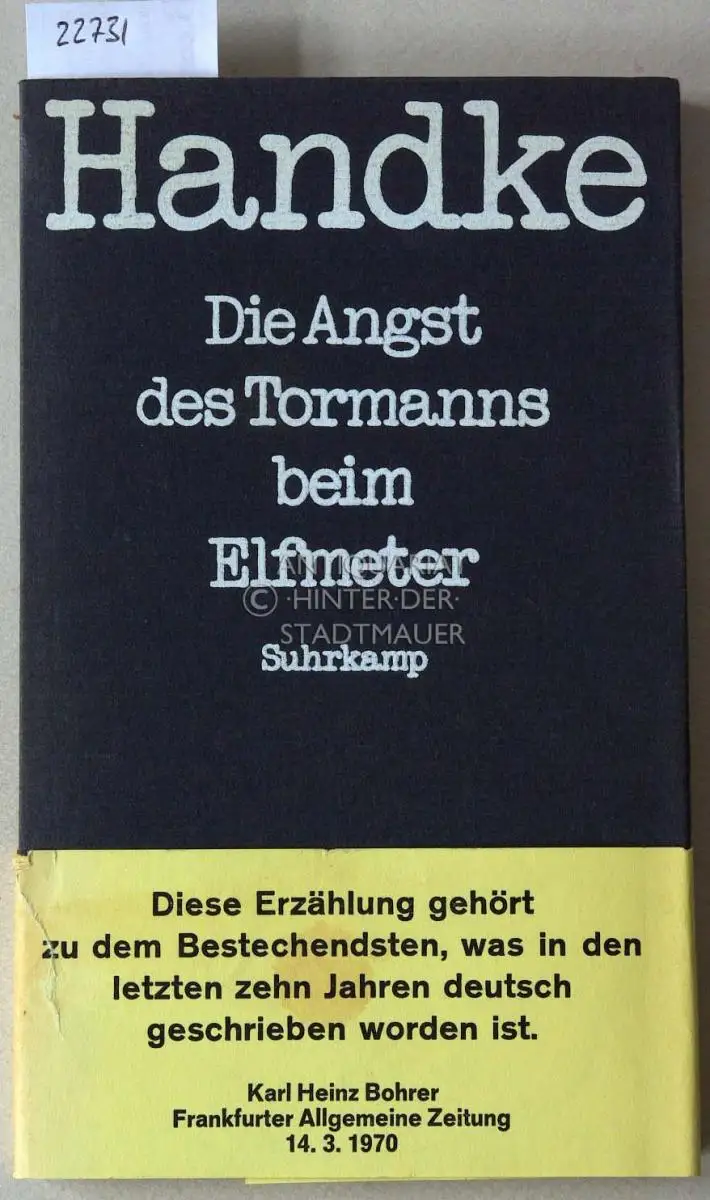 22731
Handke
Die Angst
des Tormanns
beim
Elfmeter
ANTIQUARIAT
© ·HINTER·DER·
STADTMAUER
Suhrkamp
Diese Erzählung gehört
zu dem Bestechendsten, was in den
letzten zehn Jahren deutsch
geschrieben worden ist.
Karl Heinz Bohrer
Frankfurter Allgemeine Zeitung
14. 3. 1970